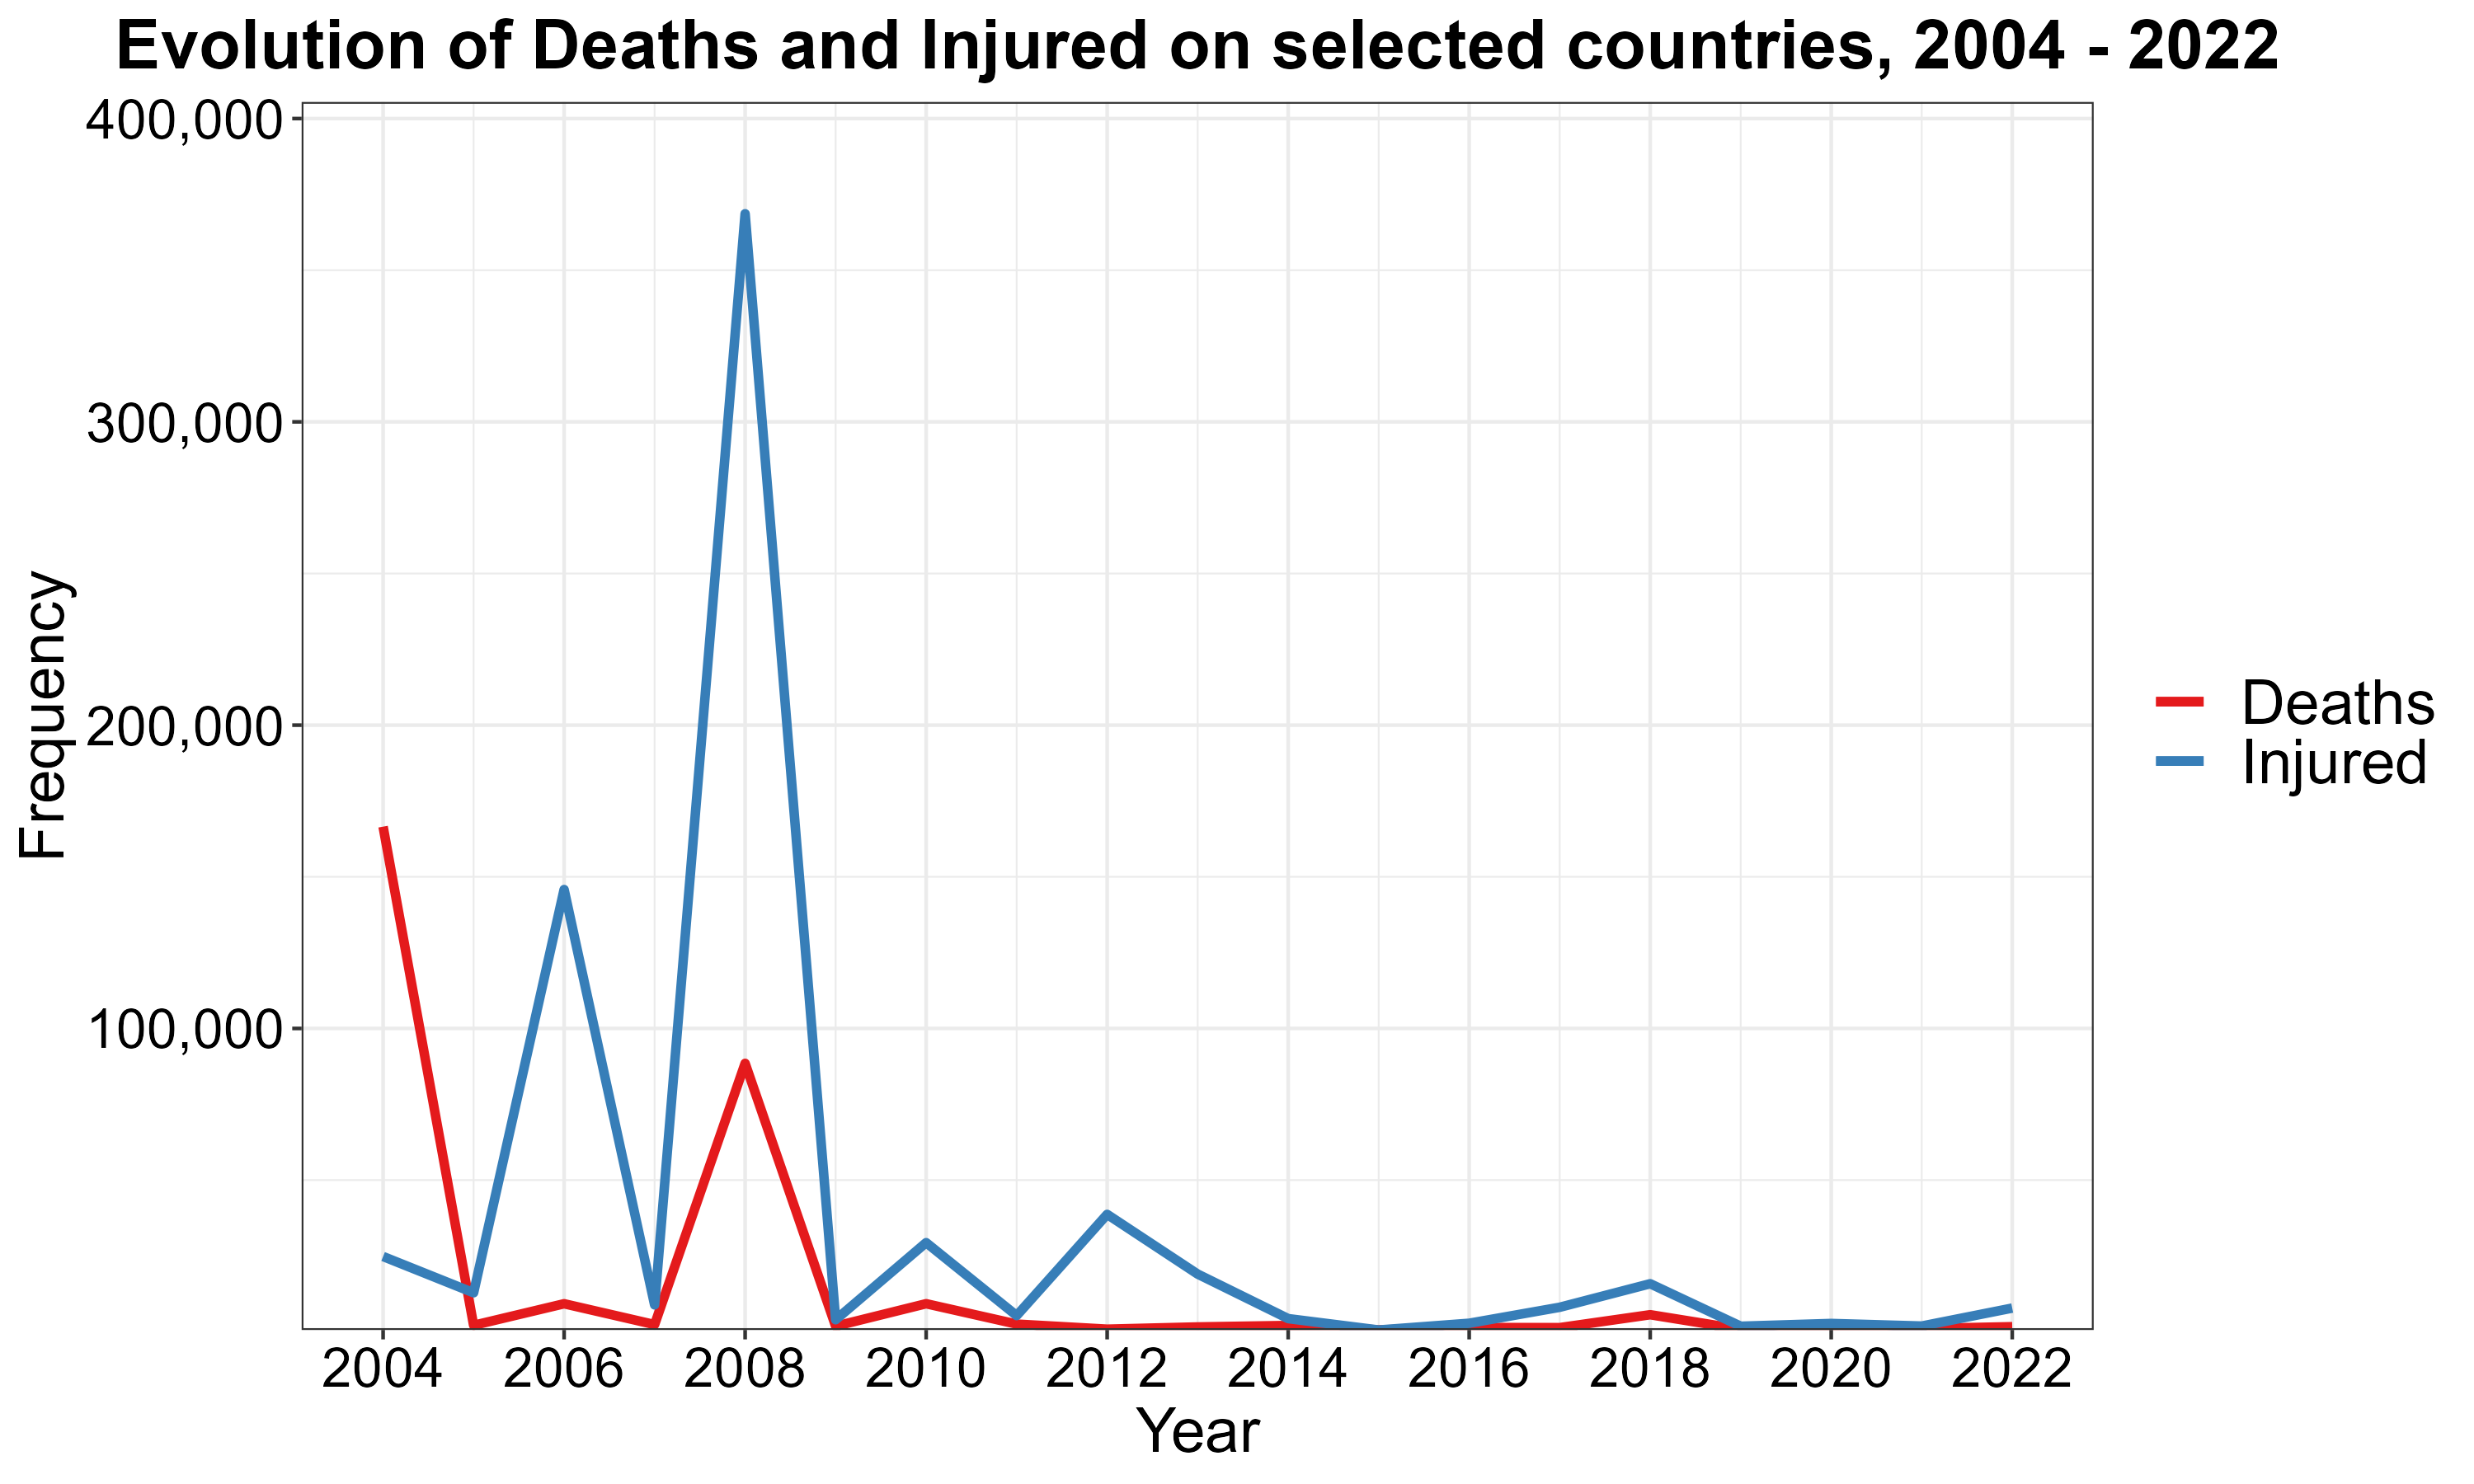 Evolution of Deaths and Injured on selected countries, 2004 - 2022
400,000
300,000
200,000
100,000
Frequency
Deaths
Injured
2004 2006 2008 2010 2012 2014 2016 2018 2020 2022
Year